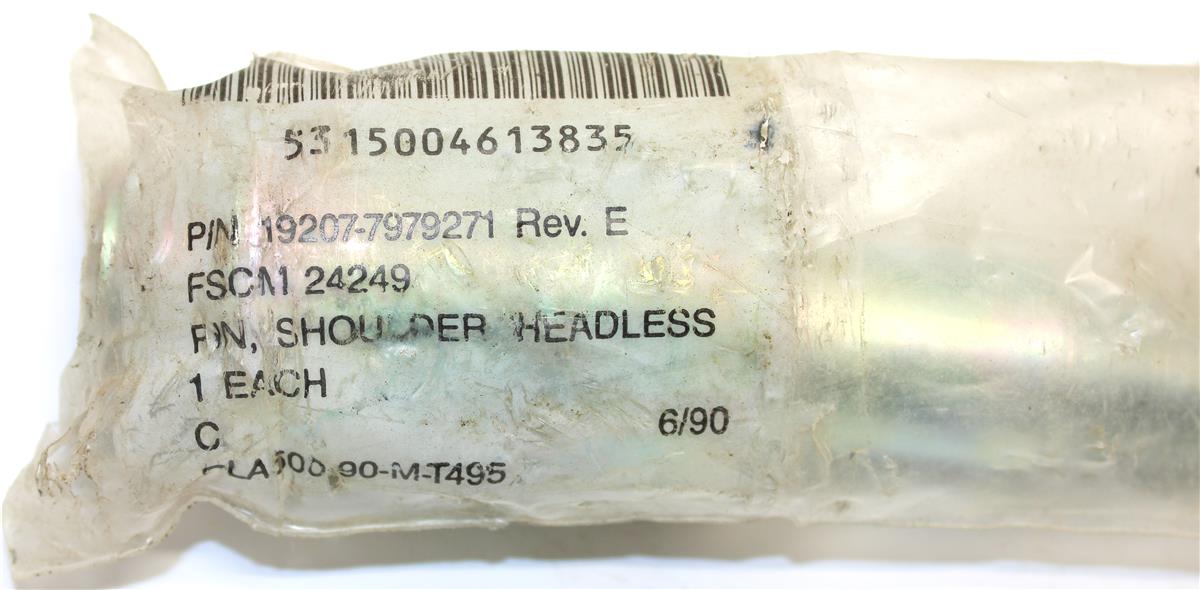 5315004613835
P/N 19207-7979271 Rev. E
FSCM 24249
PIN, SHOULDER HEADLESS
1 EACH
C 6/90
90-M-T495